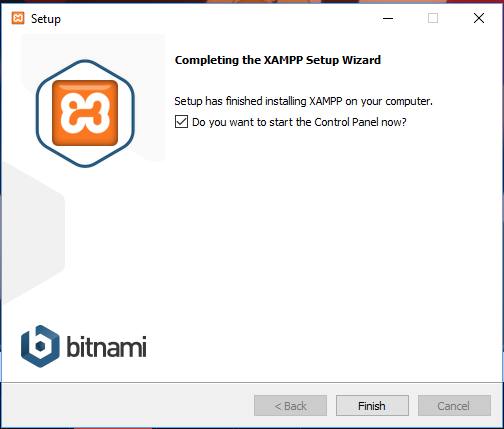 Setup
Completing the XAMPP Setup Wizard
Setup has finished installing XAMPP on your computer.
Do you want to start the Control Panel now?
bitnami
< Back
Finish
Cancel